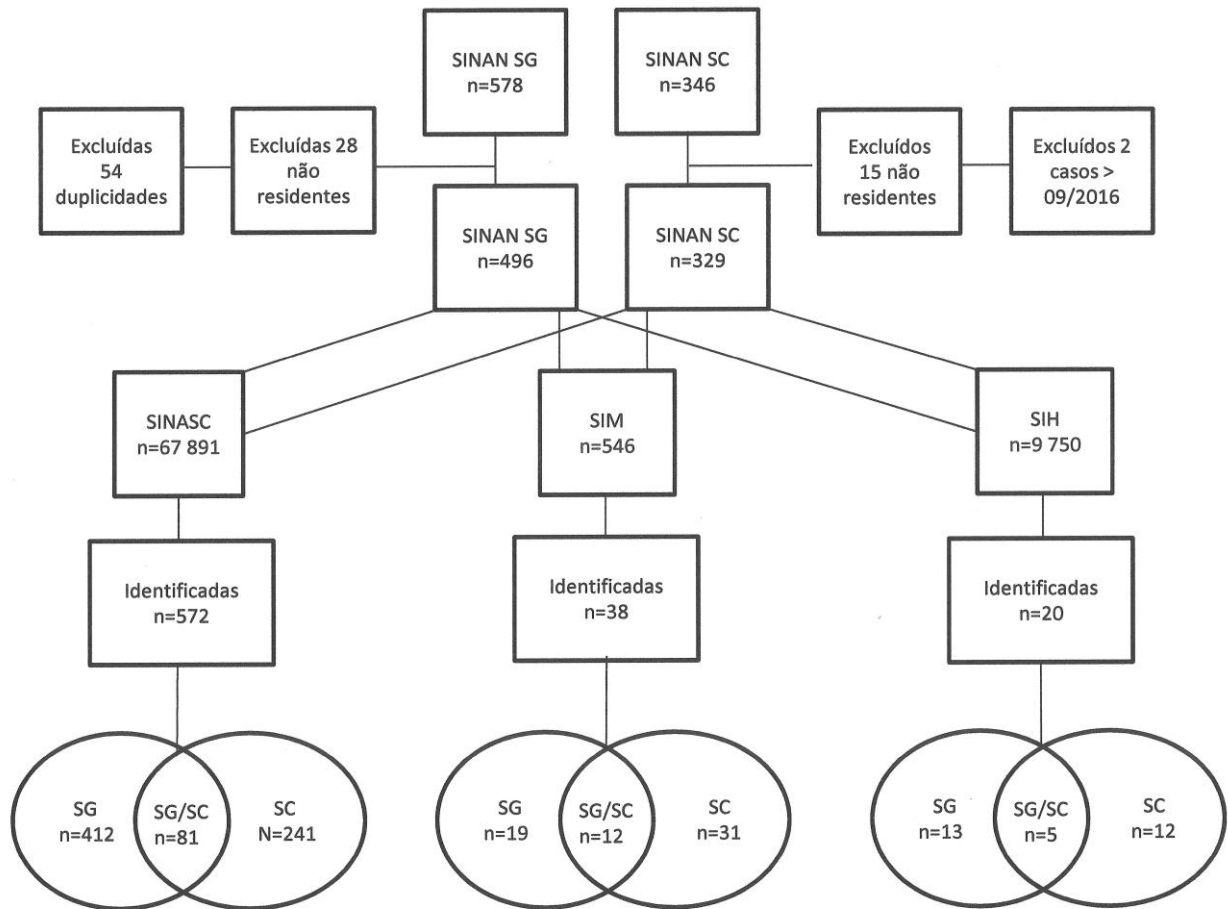 SINAN SG
n=578
SINAN SC
n=346
Excluídas
54
duplicidades
Excluídas 28
não
residentes
Excluídos
15 não
residentes
Excluídos 2
casos >
09/2016
SINAN SG
n=496
SINAN SC
n=329
SINASC
n=67 891
SIM
n=546
SIH
n=9 750
Identificadas
n=572
Identificadas
n=38
Identificadas
n=20
SG
n=412
SG/SC
n=81
SC
N=241
SG
n=19
SG/SC
n=12
SC
n=31
SG
n=13
SG/SC
n=5
SC
n=12